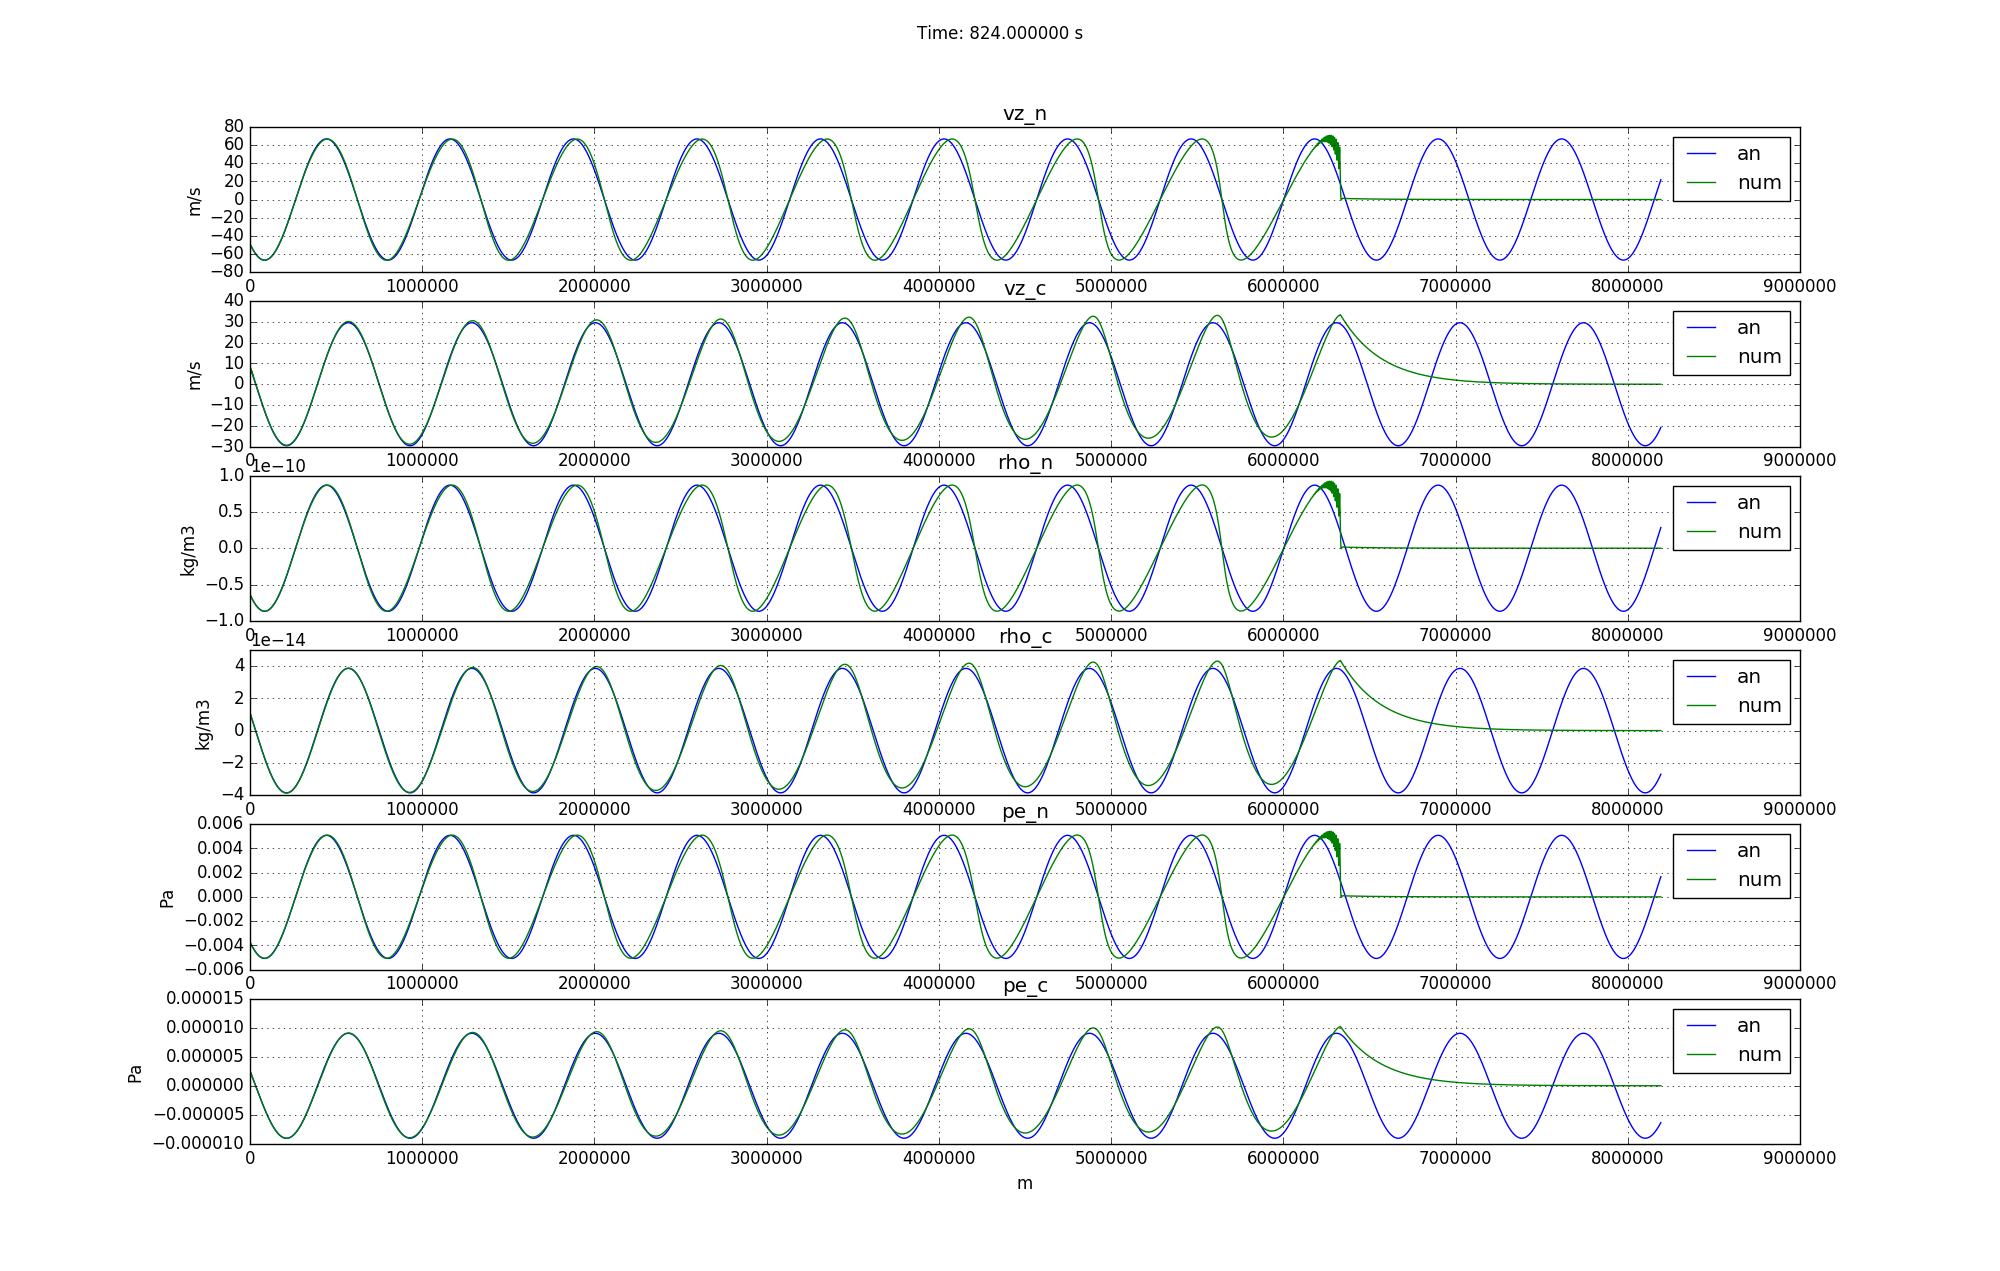 Time: 824.000000 s
vz_n
80
60
40
20
0
−20
−40
−60
−80
m/s
an
num
0 1000000 2000000 3000000 4000000 5000000 6000000 7000000 8000000 9000000
vz_c
40
30
20
10
0
−10
−20
−30
m/s
an
num
0 1000000 2000000 3000000 4000000 5000000 6000000 7000000 8000000 9000000
1e−10
rho_n
1.0
0.5
0.0
−0.5
−1.0
kg/m3
an
num
0 1000000 2000000 3000000 4000000 5000000 6000000 7000000 8000000 9000000
1e−14
rho_c
4
2
0
−2
−4
kg/m3
an
num
0 1000000 2000000 3000000 4000000 5000000 6000000 7000000 8000000 9000000
pe_n
0.006
0.004
0.002
0.000
−0.002
−0.004
−0.006
Pa
an
num
0 1000000 2000000 3000000 4000000 5000000 6000000 7000000 8000000 9000000
pe_c
0.000015
0.000010
0.000005
0.000000
−0.000005
−0.000010
Pa
an
num
0 1000000 2000000 3000000 4000000 5000000 6000000 7000000 8000000 9000000
m